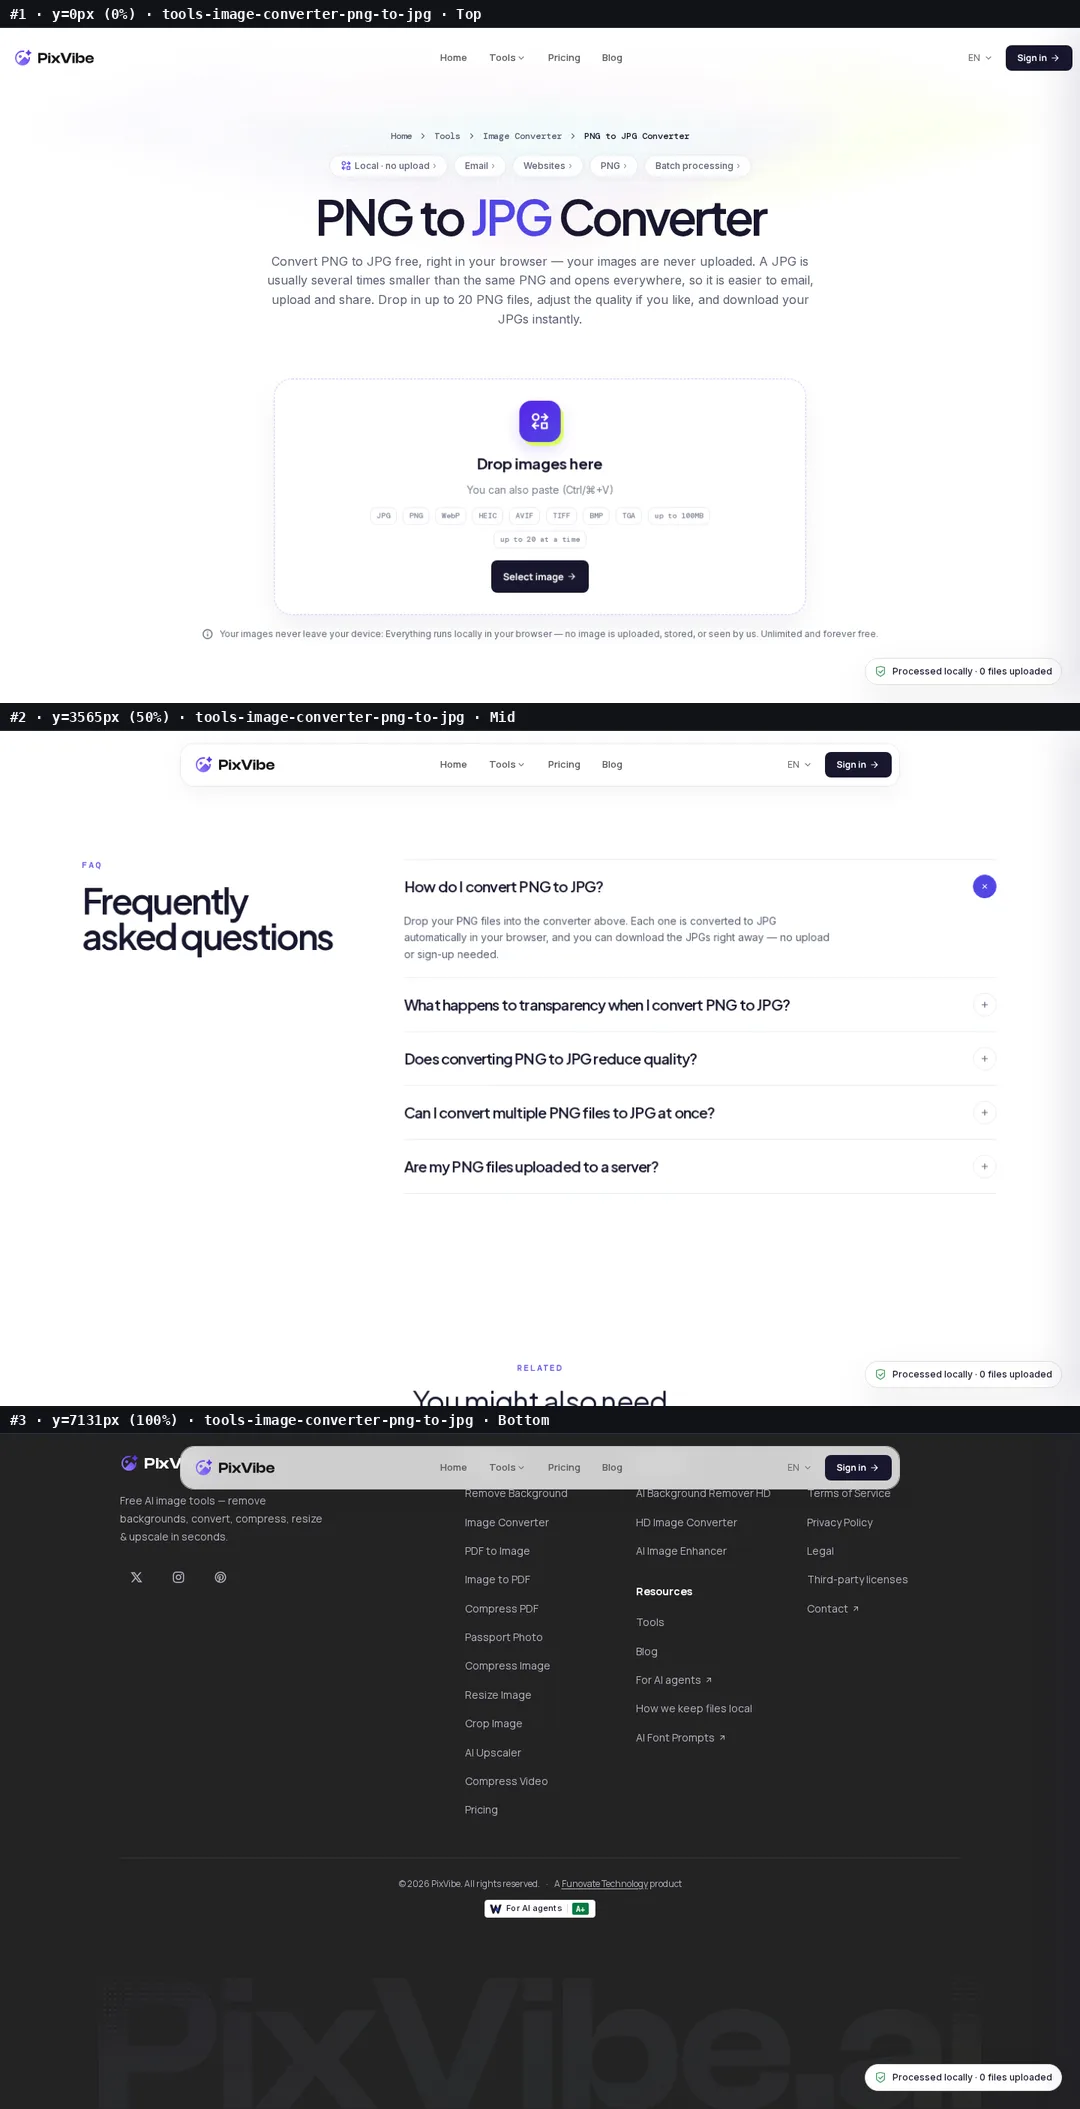 #1 · y=0px (0%) · tools-image-converter-png-to-jpg · Top
PixVibe
Home Tools Pricing Blog
EN Sign in →
Home > Tools > Image Converter > PNG to JPG Converter
Local · no upload › Email › Websites › PNG › Batch processing ›
PNG to JPG Converter
Convert PNG to JPG free, right in your browser — your images are never uploaded. A JPG is
usually several times smaller than the same PNG and opens everywhere, so it is easier to email,
upload and share. Drop in up to 20 PNG files, adjust the quality if you like, and download your
JPGs instantly.
Drop images here
You can also paste (Ctrl/⌘+V)
JPG PNG WebP HEIC AVIF TIFF BMP TGA up to 100MB
up to 20 at a time
Select image →
Your images never leave your device: Everything runs locally in your browser — no image is uploaded, stored, or seen by us. Unlimited and forever free.
Processed locally · 0 files uploaded
#2 · y=3565px (50%) · tools-image-converter-png-to-jpg · Mid
PixVibe
Home Tools Pricing Blog
EN Sign in →
FAQ
Frequently
asked questions
How do I convert PNG to JPG?
Drop your PNG files into the converter above. Each one is converted to JPG
automatically in your browser, and you can download the JPGs right away — no upload
or sign-up needed.
What happens to transparency when I convert PNG to JPG?
Does converting PNG to JPG reduce quality?
Can I convert multiple PNG files to JPG at once?
Are my PNG files uploaded to a server?
RELATED
You might also need
Processed locally · 0 files uploaded
#3 · y=7131px (100%) · tools-image-converter-png-to-jpg · Bottom
PixV
PixVibe
Home Tools Pricing Blog
EN Sign in →
Free AI image tools — remove
backgrounds, convert, compress, resize
& upscale in seconds.
Remove Background
Image Converter
PDF to Image
Image to PDF
Compress PDF
Passport Photo
Compress Image
Resize Image
Crop Image
AI Upscaler
Compress Video
Pricing
AI Background Remover HD
HD Image Converter
AI Image Enhancer
Resources
Tools
Blog
For AI agents ↗
How we keep files local
AI Font Prompts ↗
Terms of Service
Privacy Policy
Legal
Third-party licenses
Contact ↗
© 2026 PixVibe. All rights reserved. · A Funovate Technology product
W For AI agents A+
PixVibe.ai
Processed locally · 0 files uploaded